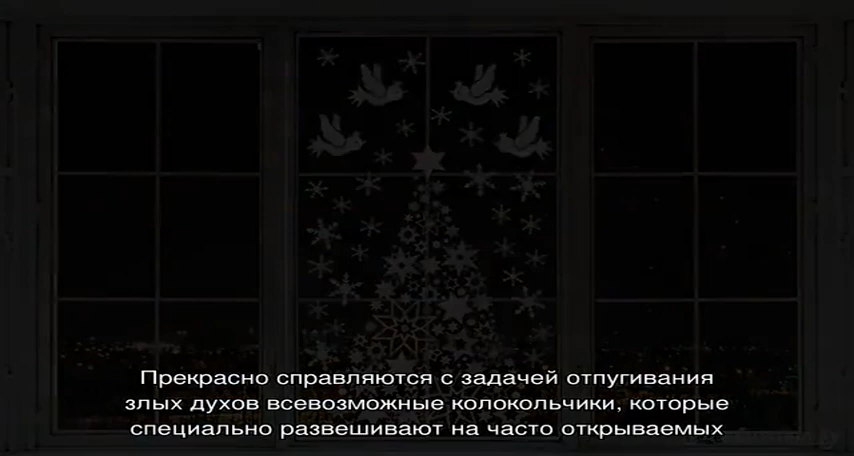 Прекрасно справляются с задачей отпугивания
злых духов всевозможные колокольчики, которые
специально развешивают на часто открываемых